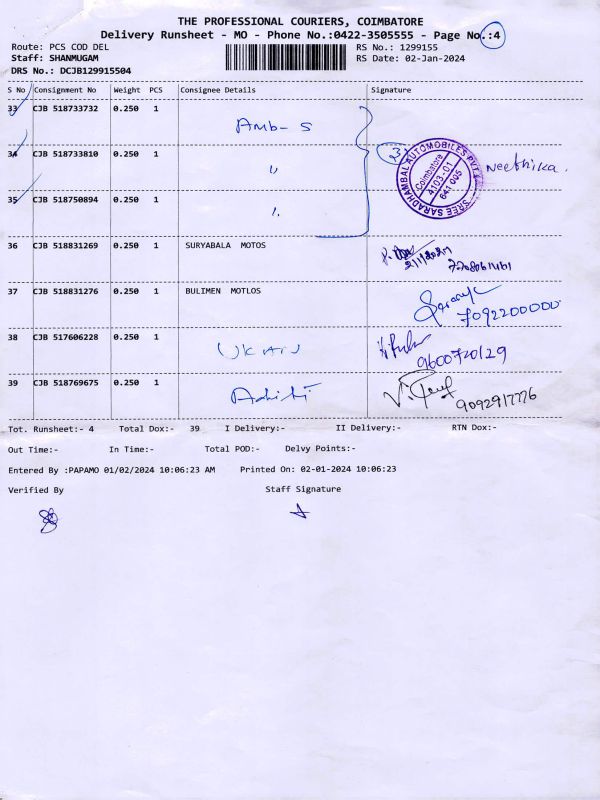 THE PROFESSIONAL COURIERS, COIMBATORE
Delivery Runsheet - MO - Phone No.:0422-3505555 - Page No.:4
Route: PCS COD DEL RS No.: 1299155
Staff: SHANMUGAM RS Date: 02-Jan-2024
DRS No.: DCJB129915504
S No Consignment No Weight PCS Consignee Details Signature
33 CJB 518733732 0.250 1 Amb-s
34 CJB 518733810 0.250 1 " 3 Neethika.
SREE SARADHAMBAL AUTOMOBILES PVT
Coimbatore
4103-01
641 005
35 CJB 518750894 0.250 1 "
36 CJB 518831269 0.250 1 SURYABALA MOTOS
2/1/2024
37 CJB 518831276 0.250 1 BULIMEN MOTLOS
7092200000
38 CJB 517606228 0.250 1
9600720129
39 CJB 518769675 0.250 1
9092917776
Tot. Runsheet:- 4 Total Dox:- 39 I Delivery:- II Delivery:- RTN Dox:-
Out Time:- In Time:- Total POD:- Delvy Points:-
Entered By :PAPAMO 01/02/2024 10:06:23 AM Printed On: 02-01-2024 10:06:23
Verified By Staff Signature